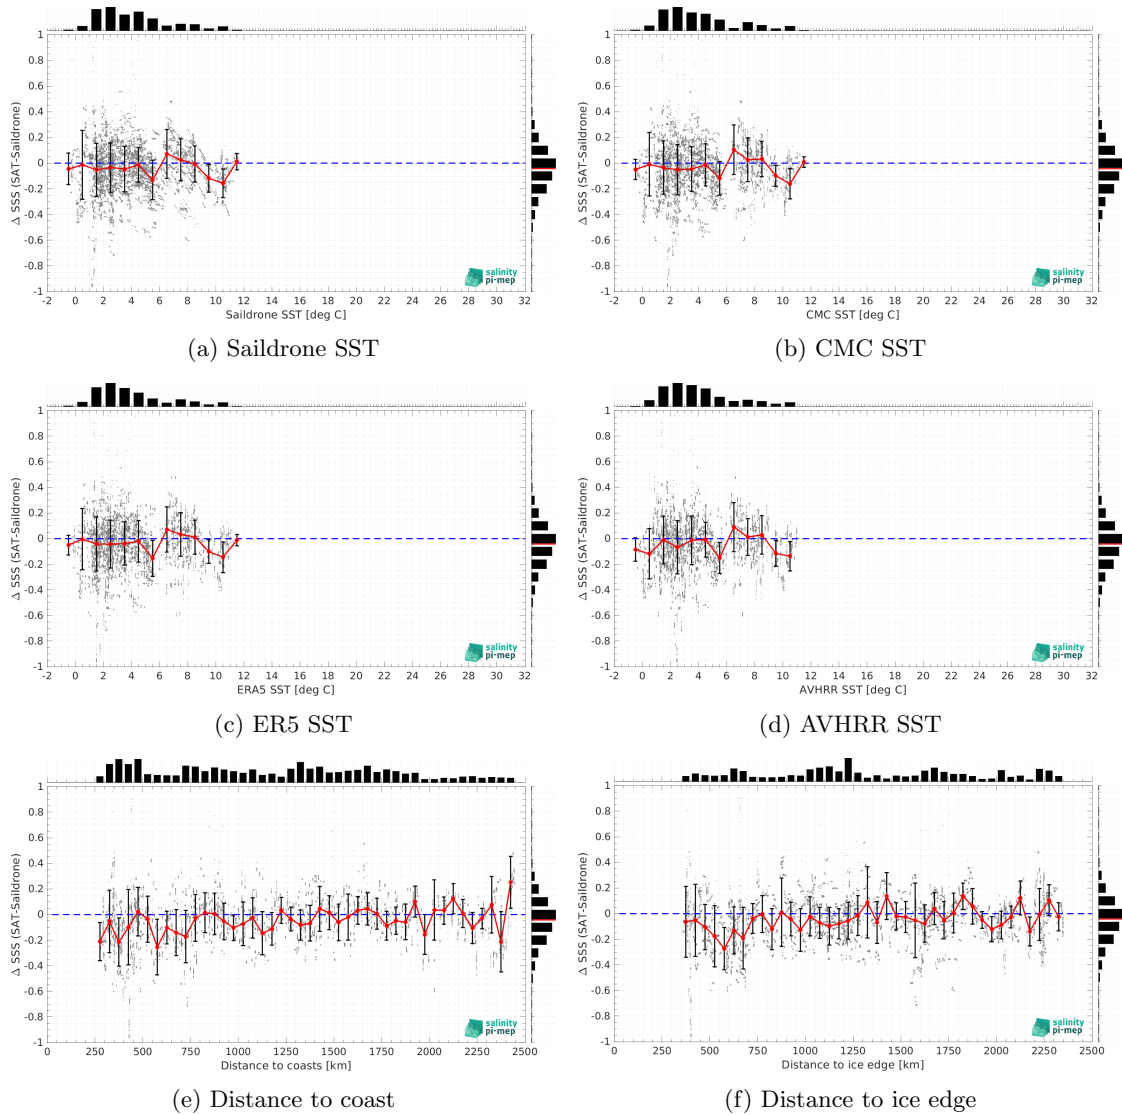 1
0.8
0.6
0.4
0.2
0
-0.2
-0.4
-0.6
-0.8
-1
Δ SSS (SAT-Saildrone)
-2 0 2 4 6 8 10 12 14 16 18 20 22 24 26 28 30 32
Saildrone SST [deg C]
salinity
pi-mep
(a) Saildrone SST
1
0.8
0.6
0.4
0.2
0
-0.2
-0.4
-0.6
-0.8
-1
Δ SSS (SAT-Saildrone)
-2 0 2 4 6 8 10 12 14 16 18 20 22 24 26 28 30 32
CMC SST [deg C]
salinity
pi-mep
(b) CMC SST
1
0.8
0.6
0.4
0.2
0
-0.2
-0.4
-0.6
-0.8
-1
Δ SSS (SAT-Saildrone)
-2 0 2 4 6 8 10 12 14 16 18 20 22 24 26 28 30 32
ERA5 SST [deg C]
salinity
pi-mep
(c) ER5 SST
1
0.8
0.6
0.4
0.2
0
-0.2
-0.4
-0.6
-0.8
-1
Δ SSS (SAT-Saildrone)
-2 0 2 4 6 8 10 12 14 16 18 20 22 24 26 28 30 32
AVHRR SST [deg C]
salinity
pi-mep
(d) AVHRR SST
1
0.8
0.6
0.4
0.2
0
-0.2
-0.4
-0.6
-0.8
-1
Δ SSS (SAT-Saildrone)
0 250 500 750 1000 1250 1500 1750 2000 2250 2500
Distance to coasts [km]
salinity
pi-mep
(e) Distance to coast
1
0.8
0.6
0.4
0.2
0
-0.2
-0.4
-0.6
-0.8
-1
Δ SSS (SAT-Saildrone)
0 250 500 750 1000 1250 1500 1750 2000 2250 2500
Distance to ice edge [km]
salinity
pi-mep
(f) Distance to ice edge